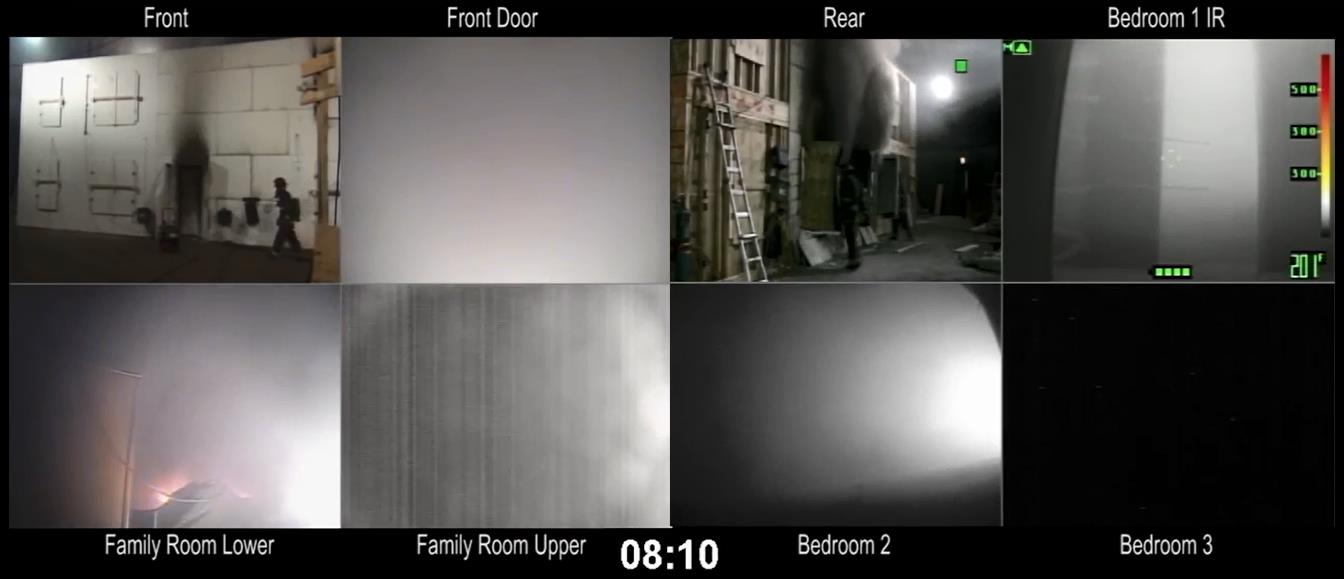 Front
Front Door
Rear
Bedroom 1 IR
M
500
300
300
201°F
Family Room Lower
Family Room Upper
08:10
Bedroom 2
Bedroom 3